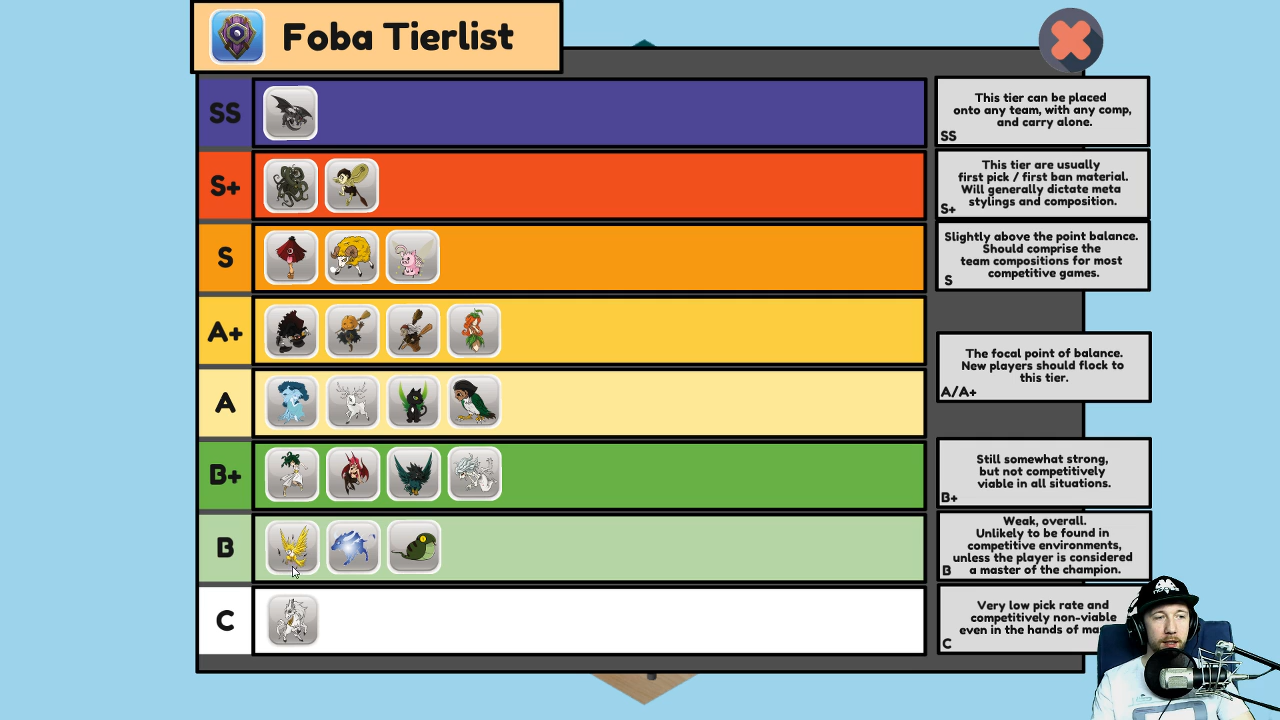 Foba Tierlist
SS
This tier can be placed
onto any team, with any comp,
and carry alone.
SS
S+
This tier are usually
first pick / first ban material.
Will generally dictate meta
stylings and composition.
S+
S
Slightly above the point balance.
Should comprise the
team compositions for most
competitive games.
S
A+
The focal point of balance.
New players should flock to
this tier.
A/A+
A
B+
Still somewhat strong,
but not competitively
viable in all situations.
B+
B
Weak, overall.
Unlikely to be found in
competitive environments,
unless the player is considered
a master of the champion.
B
C
Very low pick rate and
competitively non-viable
even in the hands of
C